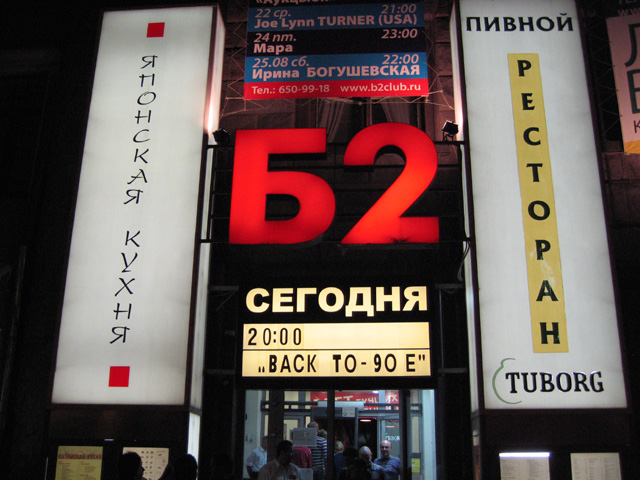 22 ср. 21:00
Joe Lynn TURNER (USA)
24 пт. 23:00
Мара
25.08 сб. 22:00
Ирина БОГУШЕВСКАЯ
Тел.: 650-99-18 www.b2club.ru
ЯПОНСКАЯ КУХНЯ
Б2
СЕГОДНЯ
20:00
„BACK TO-90 E"
ПИВНОЙ
РЕСТОРАН
TUBORG